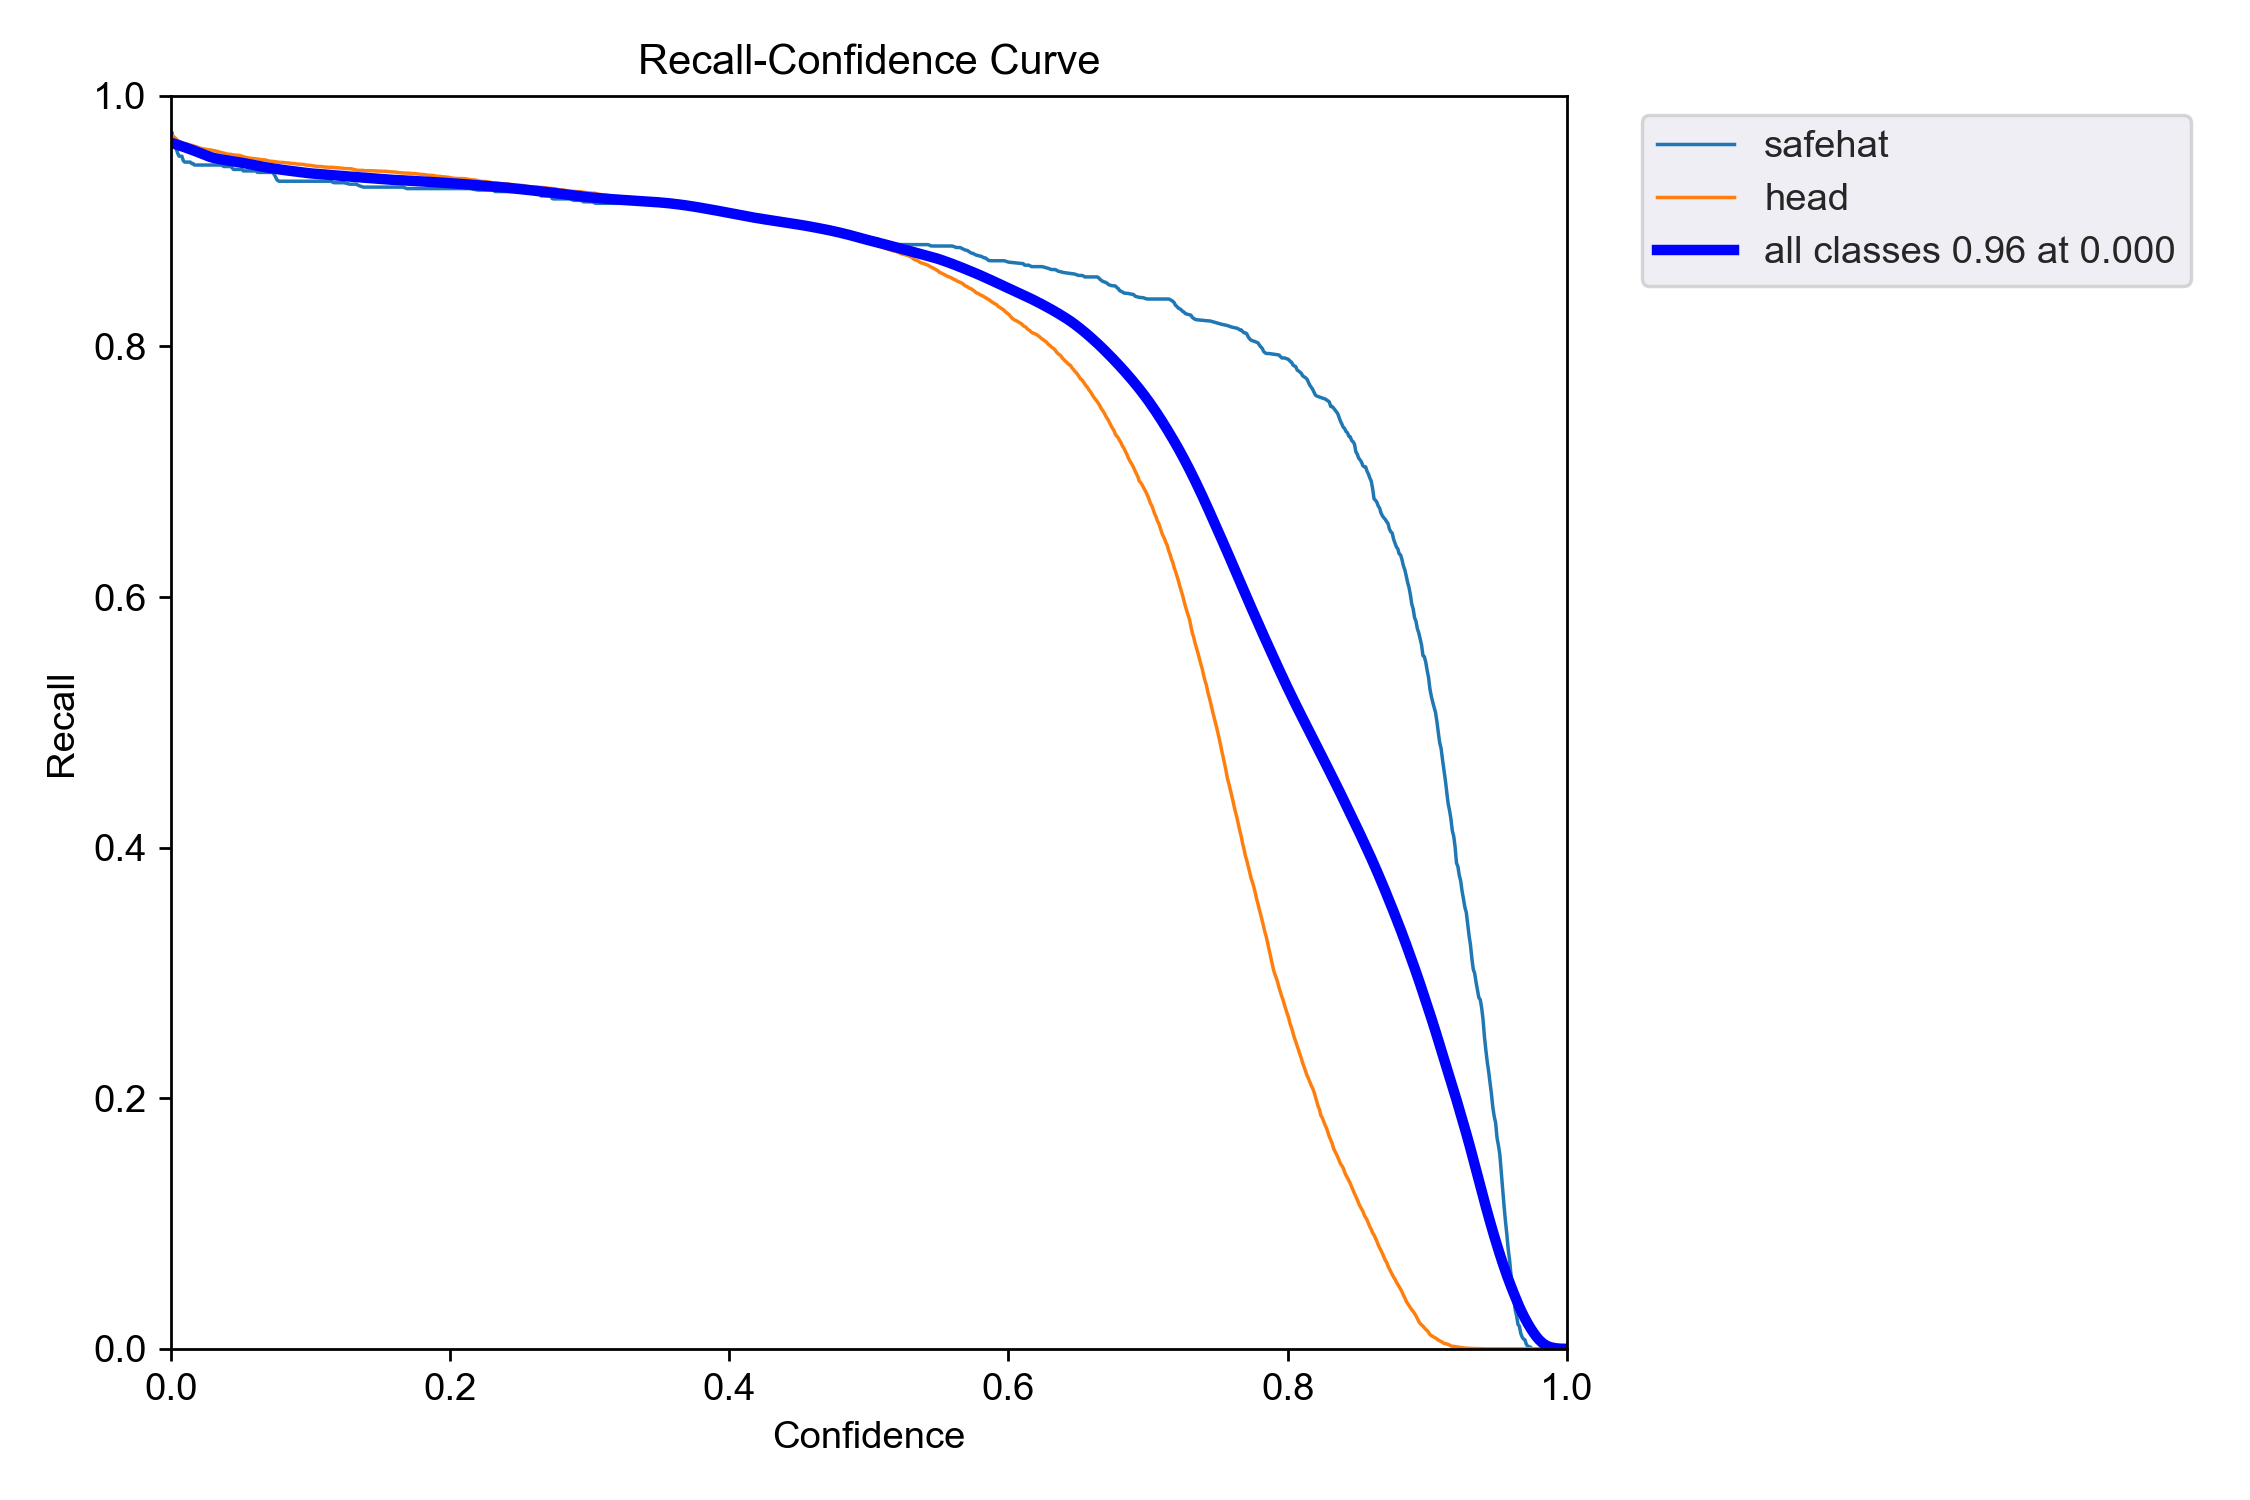 Recall-Confidence Curve
1.0
0.8
0.6
0.4
0.2
0.0
Recall
0.0 0.2 0.4 0.6 0.8 1.0
Confidence
safehat
head
all classes 0.96 at 0.000